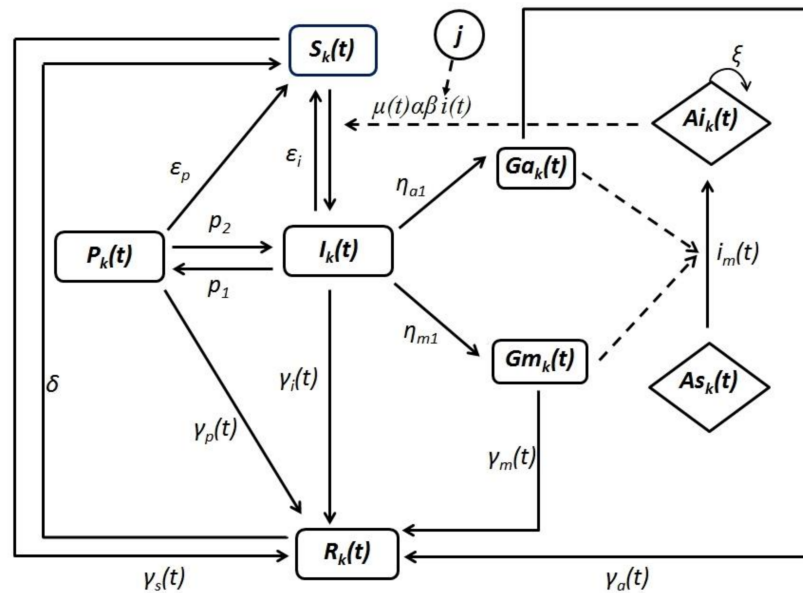 j
S_k(t)
ξ
μ(t)αβ i(t)
Ai_k(t)
ε_p
ε_i
Ga_k(t)
η_a1
p_2
P_k(t)
I_k(t)
i_m(t)
p_1
η_m1
Gm_k(t)
δ
γ_i(t)
As_k(t)
γ_p(t)
γ_m(t)
R_k(t)
γ_s(t)
γ_a(t)